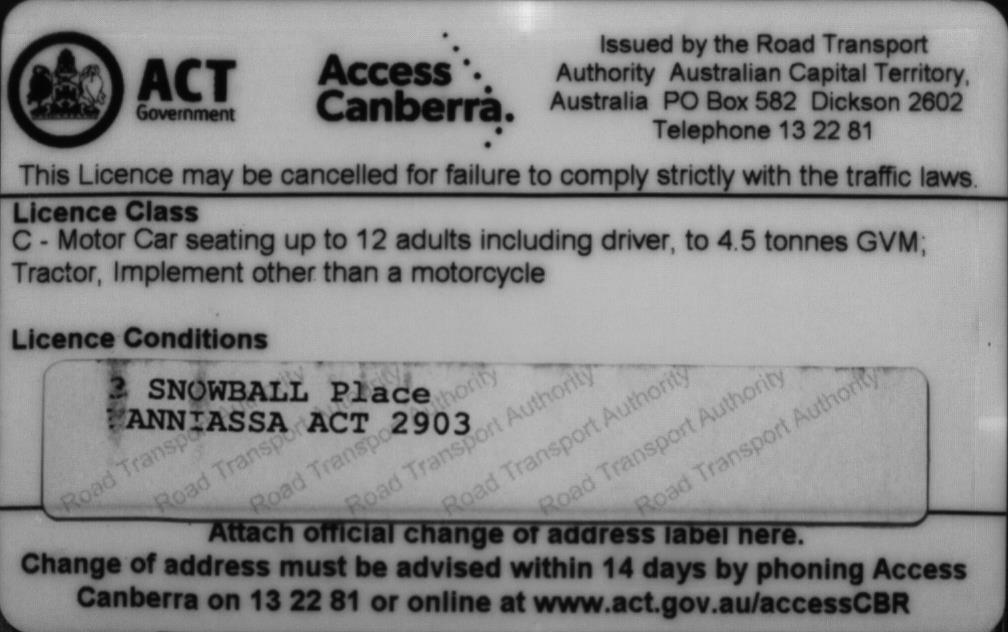 ACT
Government
Access
Canberra.
Issued by the Road Transport
Authority Australian Capital Territory,
Australia PO Box 582 Dickson 2602
Telephone 13 22 81
This Licence may be cancelled for failure to comply strictly with the traffic laws.
Licence Class
C - Motor Car seating up to 12 adults including driver, to 4.5 tonnes GVM;
Tractor, Implement other than a motorcycle
Licence Conditions
SNOWBALL Place
ACT 2903
Road Transport Authority Road Transport Authority Road Transport Authority Road Transport Authority Road Transport Authority Road Transport Authority Road Transport Authority
Attach official change of address label here.
Change of address must be advised within 14 days by phoning Access
Canberra on 13 22 81 or online at www.act.gov.au/accessCBR